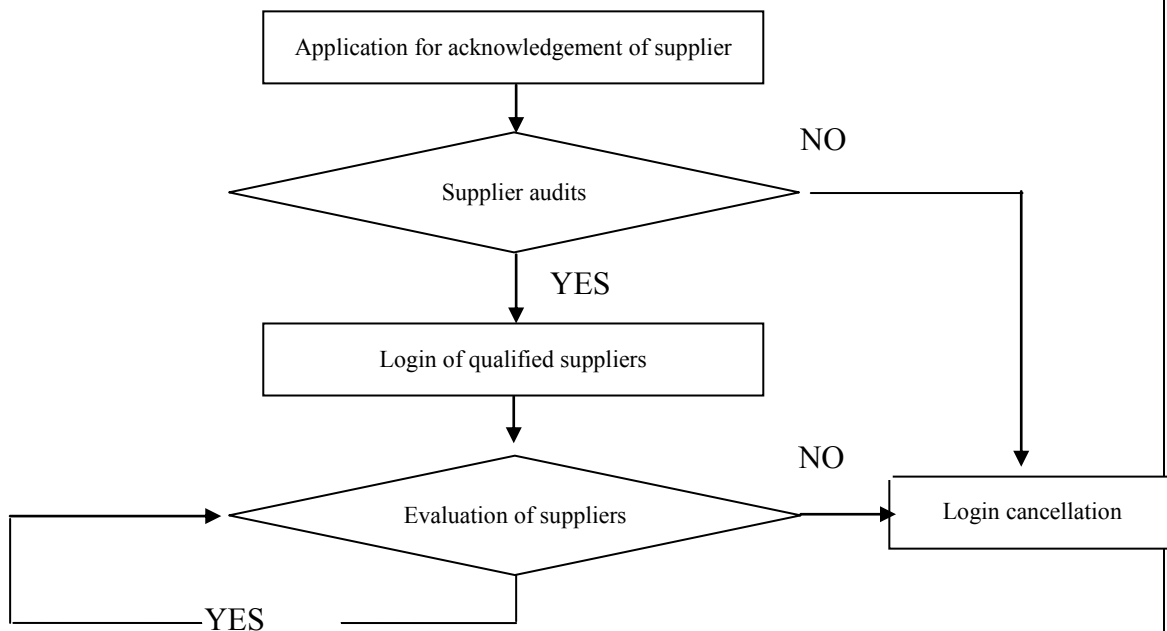 Application for acknowledgement of supplier
NO
Supplier audits
YES
Login of qualified suppliers
NO
Evaluation of suppliers
Login cancellation
YES